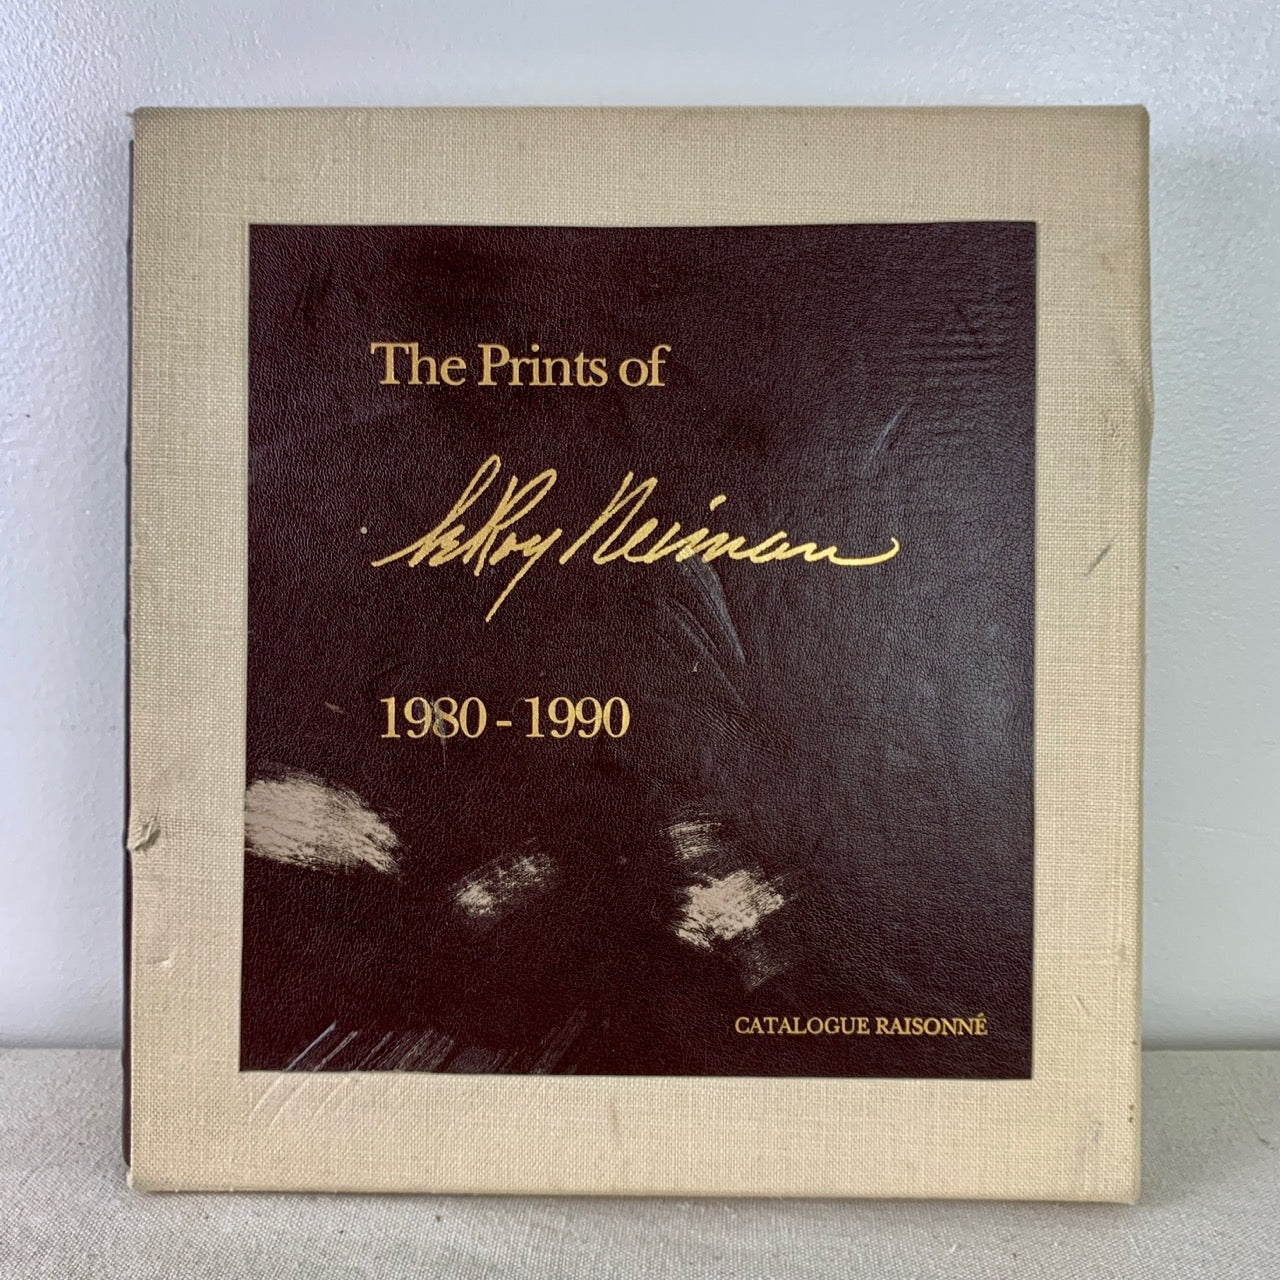 The Prints of
LeRoy Neiman
1980 - 1990
CATALOGUE RAISONNÉ